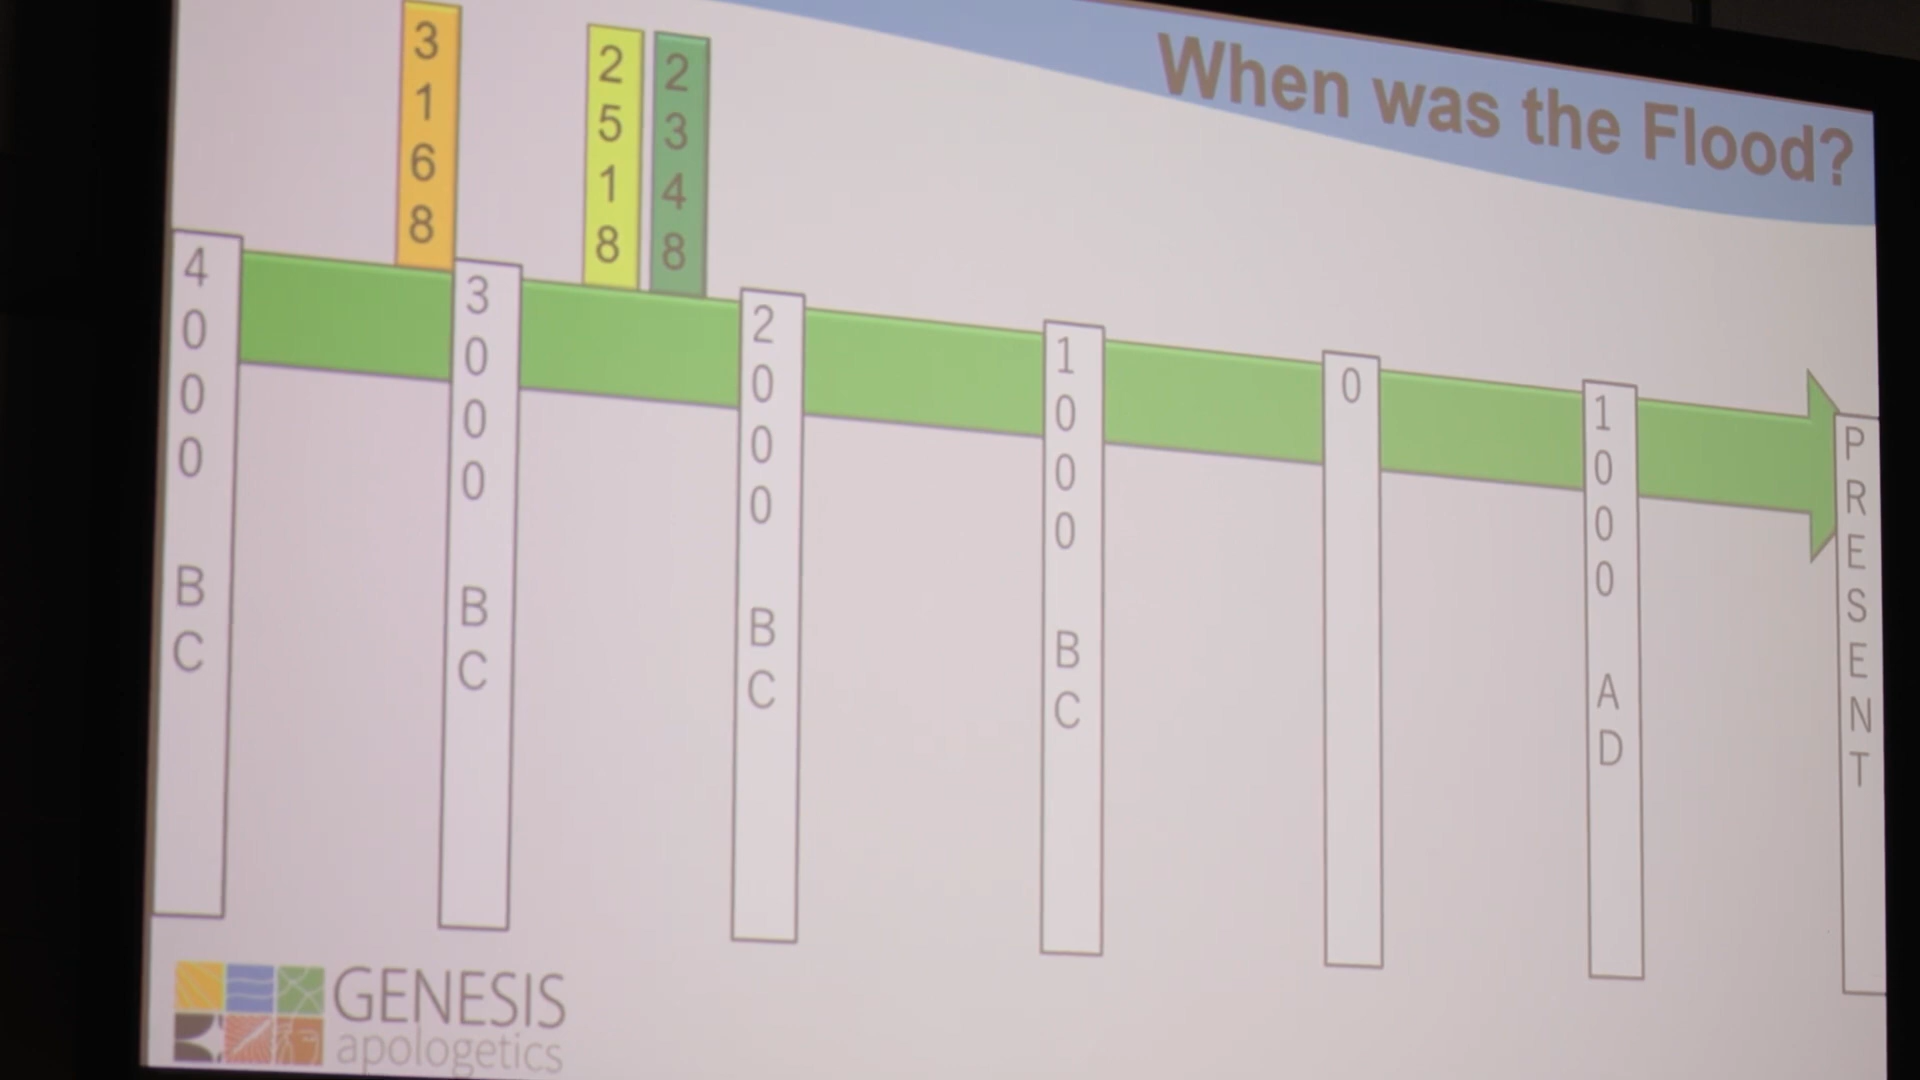 When was the Flood?
3168
2518
2348
4000 BC
3000 BC
2000 BC
1000 BC
0
1000 AD
PRESENT
GENESIS
apologetics